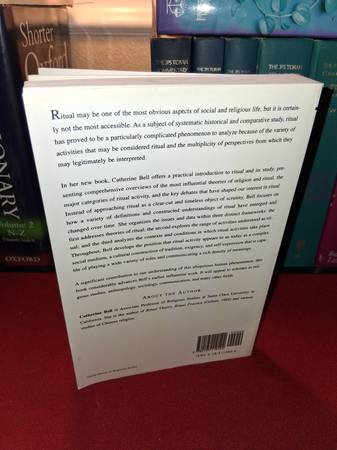 Shorter
Oxford
THE JPS TORAH
COMMENTARY
Ritual may be one of the most obvious aspects of social and religious life, but it is certain-
ly not the most accessible. As a subject of systematic historical and comparative study, ritual
has proved to be a particularly complicated phenomenon to analyze because of the variety of
activities that may be considered ritual and the multiplicity of perspectives from which they
may legitimately be interpreted.
In her new book, Catherine Bell offers a practical introduction to ritual and its study, pre-
senting comprehensive overviews of the most influential theories of religion and ritual, the
major categories of ritual activity, and the key debates that have shaped our interest in ritual
Instead of approaching ritual as a clear-cut and timeless object of scrutiny, Bell focuses on
how a variety of definitions and constructed understandings of ritual have emerged and
changed over time. She organizes the issues and data within three distinct frameworks: the
first addresses theories of ritual; the second explores the range of activities understood as rit-
ual; and the third analyzes the contexts and conditions in which ritual activities take place
Throughout, Bell develops the position that ritual activity appears to us today as a complex
social medium, a cultural construction of tradition, exigency, and self-expression that is capa-
ble of playing a wide variety of roles and communicating a rich density of meanings.
A significant contribution to our understanding of this ubiquitous human phenomenon, this
book considerably advances Bell's earlier influential work. It will appeal to scholars in reli-
gious studies, anthropology, sociology, communication, and many other fields.
ABOUT THE AUTHOR
Catherine Bell is Associate Professor of Religious Studies at Santa Clara University in
California. She is the author of Ritual Theory, Ritual Practice (Oxford, 1992) and various
studies of Chinese religion.
Volume 2
N-Z
OXFORD